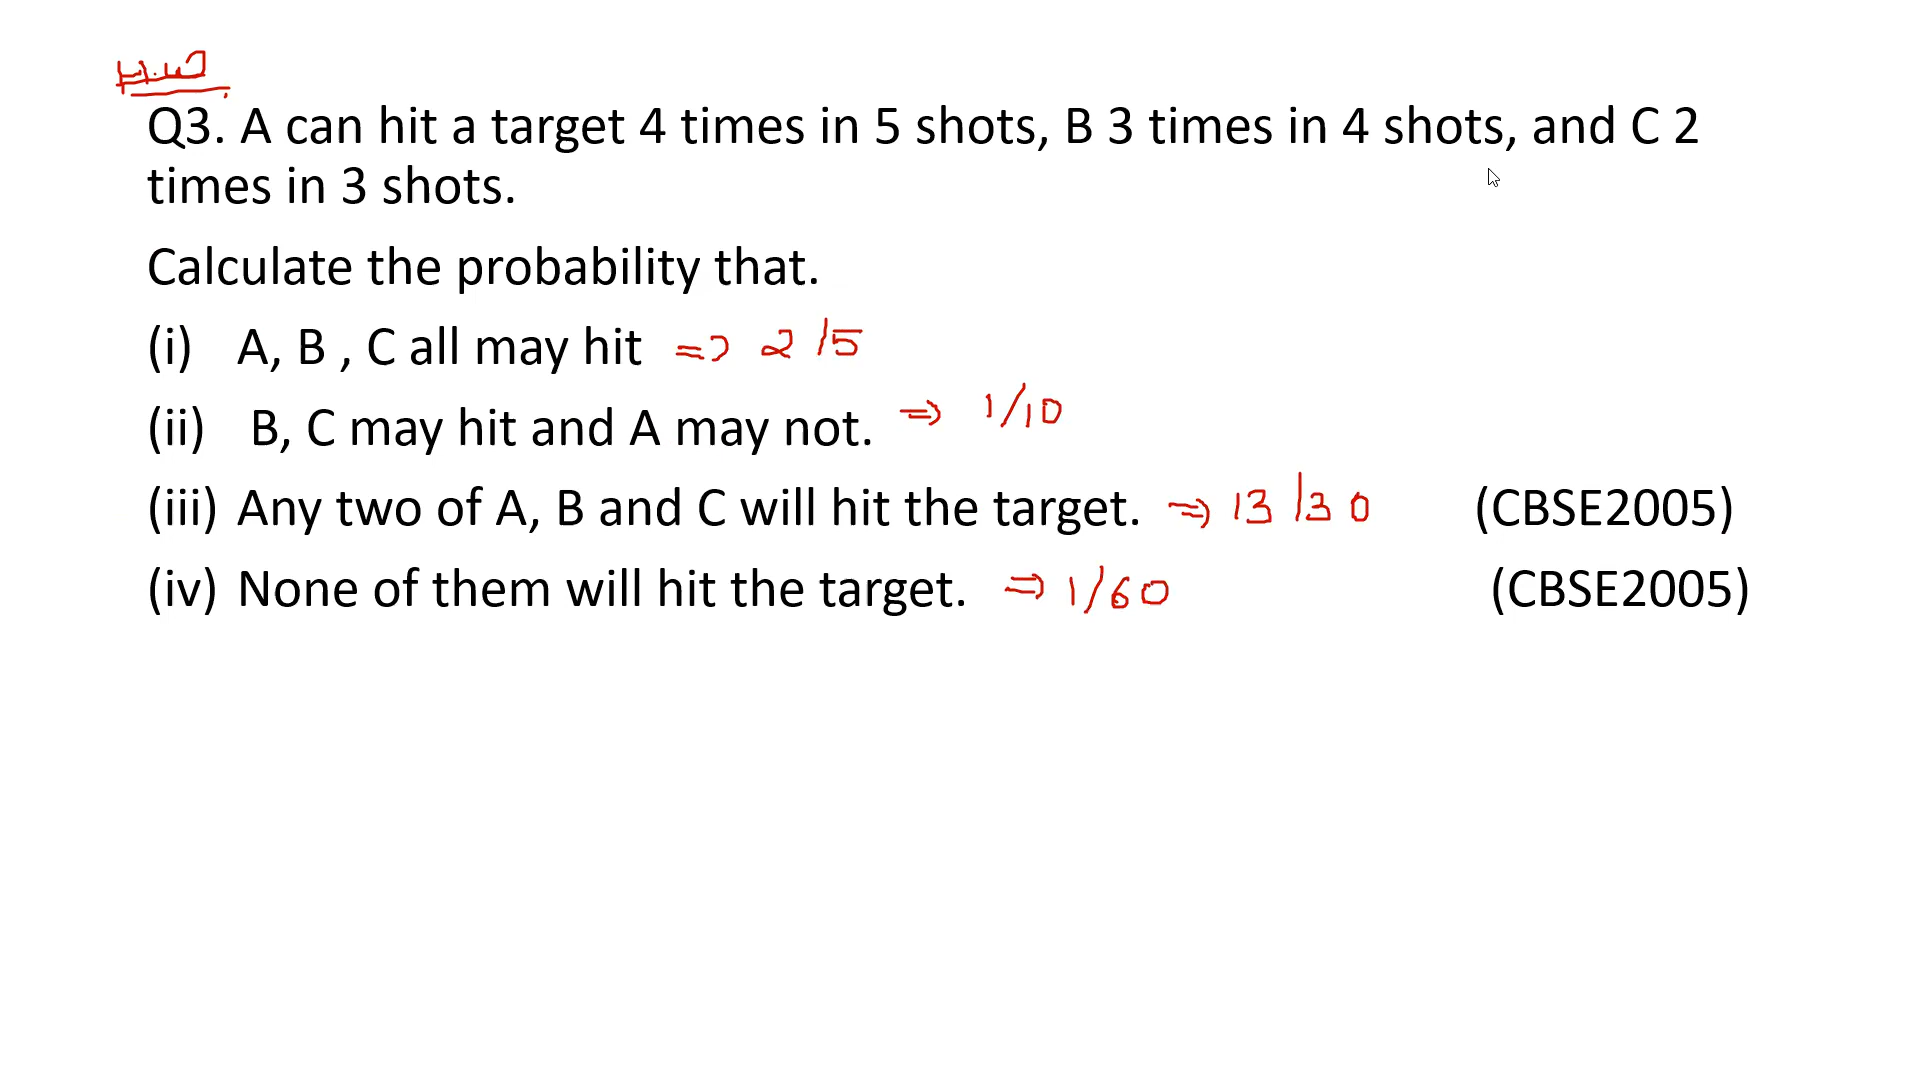 H.W
Q3. A can hit a target 4 times in 5 shots, B 3 times in 4 shots, and C 2
times in 3 shots.
Calculate the probability that.
(i) A, B , C all may hit => 2/5
(ii) B, C may hit and A may not. => 1/10
(iii) Any two of A, B and C will hit the target. => 13/30 (CBSE2005)
(iv) None of them will hit the target. => 1/60 (CBSE2005)